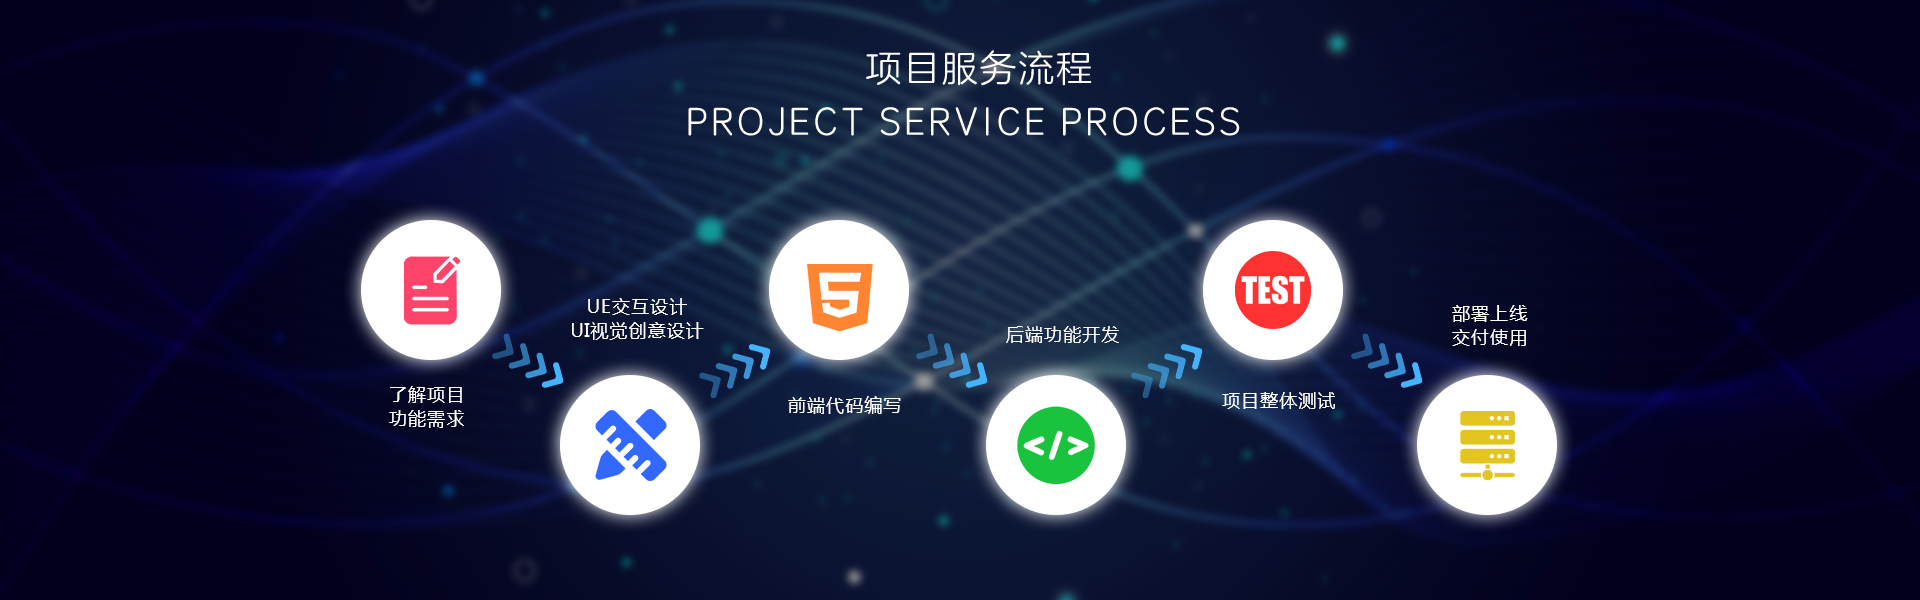 项目服务流程
PROJECT SERVICE PROCESS
了解项目
功能需求
UE交互设计
UI视觉创意设计
前端代码编写
后端功能开发
</>
TEST
项目整体测试
部署上线
交付使用